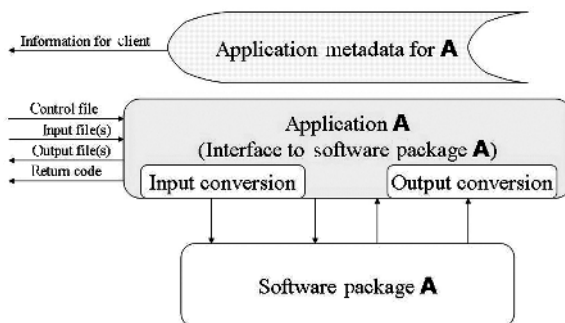 Information for client
Application metadata for A
Control file
Input file(s)
Output file(s)
Return code
Application A
(Interface to software package A)
Input conversion
Output conversion
Software package A